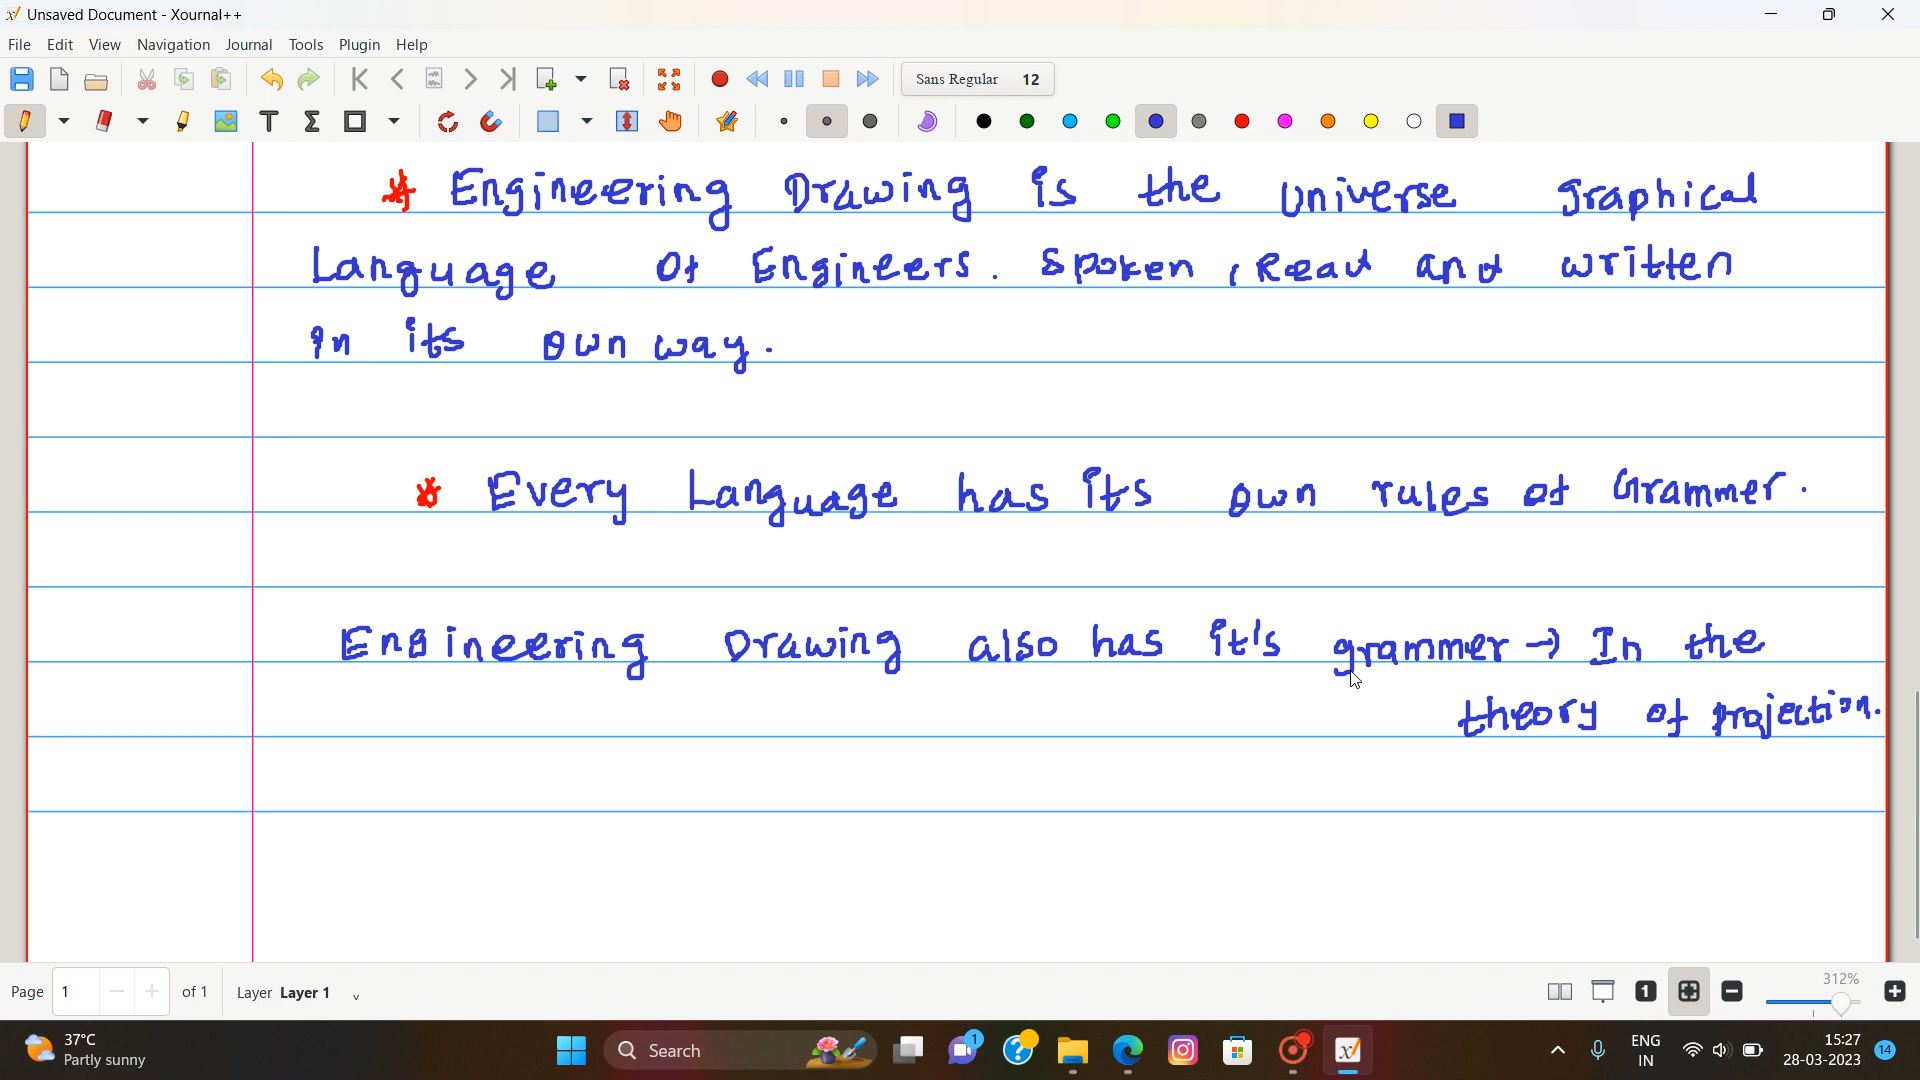 Unsaved Document - Xournal++
File Edit View Navigation Journal Tools Plugin Help
Sans Regular 12
* Engineering Drawing is the Universe graphical
Language Of Engineers. Spoken, Read and written
In its own way.
* Every Language has its own rules of Grammer.
Engineering Drawing also has it's grammer → In the
theory of projection.
Page 1 of 1 Layer Layer 1
312%
37°C
Partly sunny
Search
1
ENG
IN
15:27
28-03-2023
14